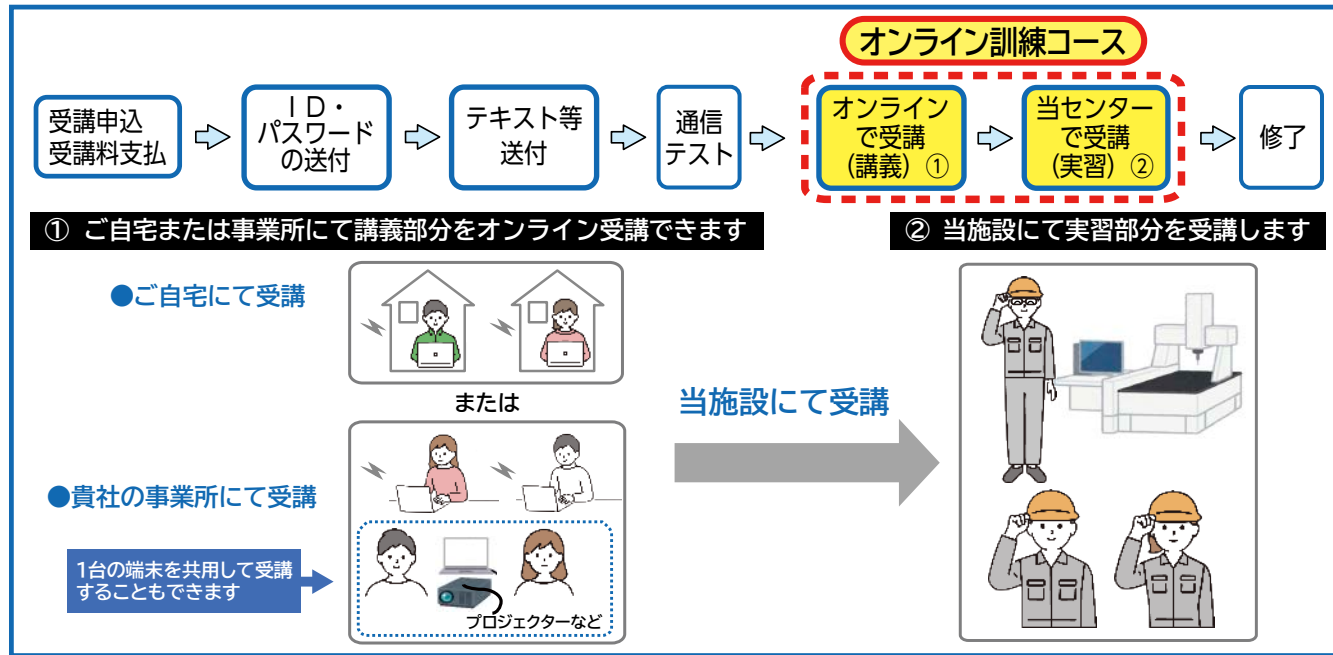 オンライン訓練コース
受講申込
受講料支払
ＩＤ・
パスワード
の送付
テキスト等
送付
通信
テスト
オンライン
で受講
(講義) ①
当センター
で受講
(実習) ②
修了
① ご自宅または事業所にて講義部分をオンライン受講できます
② 当施設にて実習部分を受講します
●ご自宅にて受講
または
●貴社の事業所にて受講
1台の端末を共用して受講
することもできます
プロジェクターなど
当施設にて受講